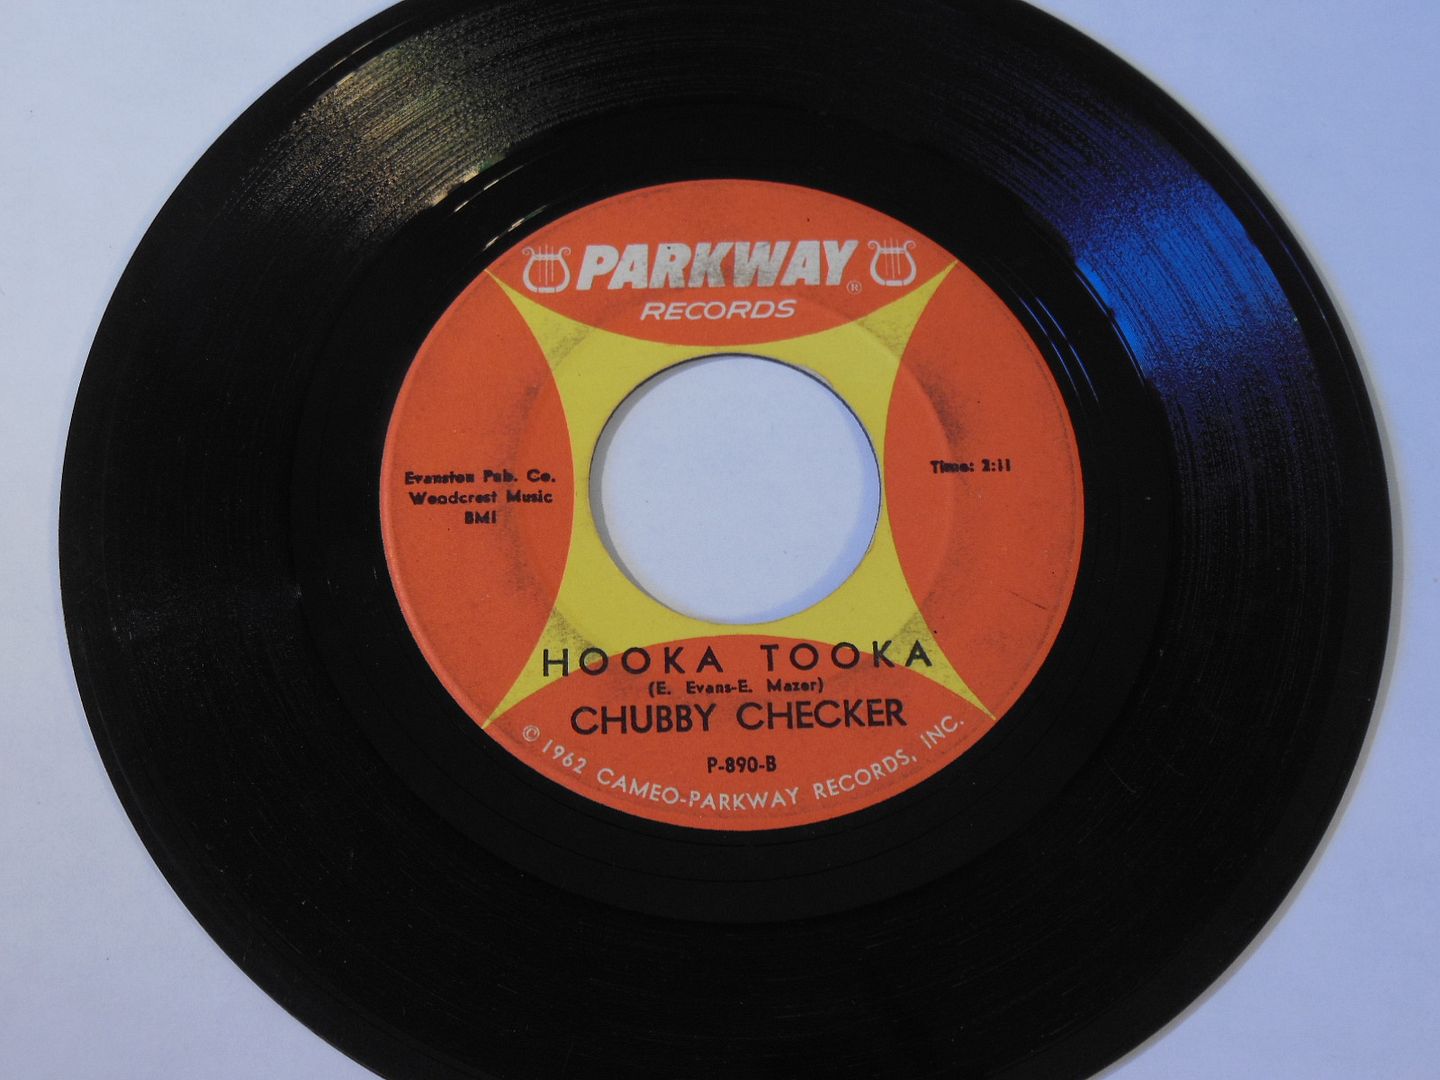 PARKWAY ®
RECORDS
Evanston Pub. Co.
Woodcrest Music
BMI
Time: 2:11
HOOKA TOOKA
(E. Evans-E. Mazer)
CHUBBY CHECKER
P-890-B
© 1962 CAMEO-PARKWAY RECORDS, INC.